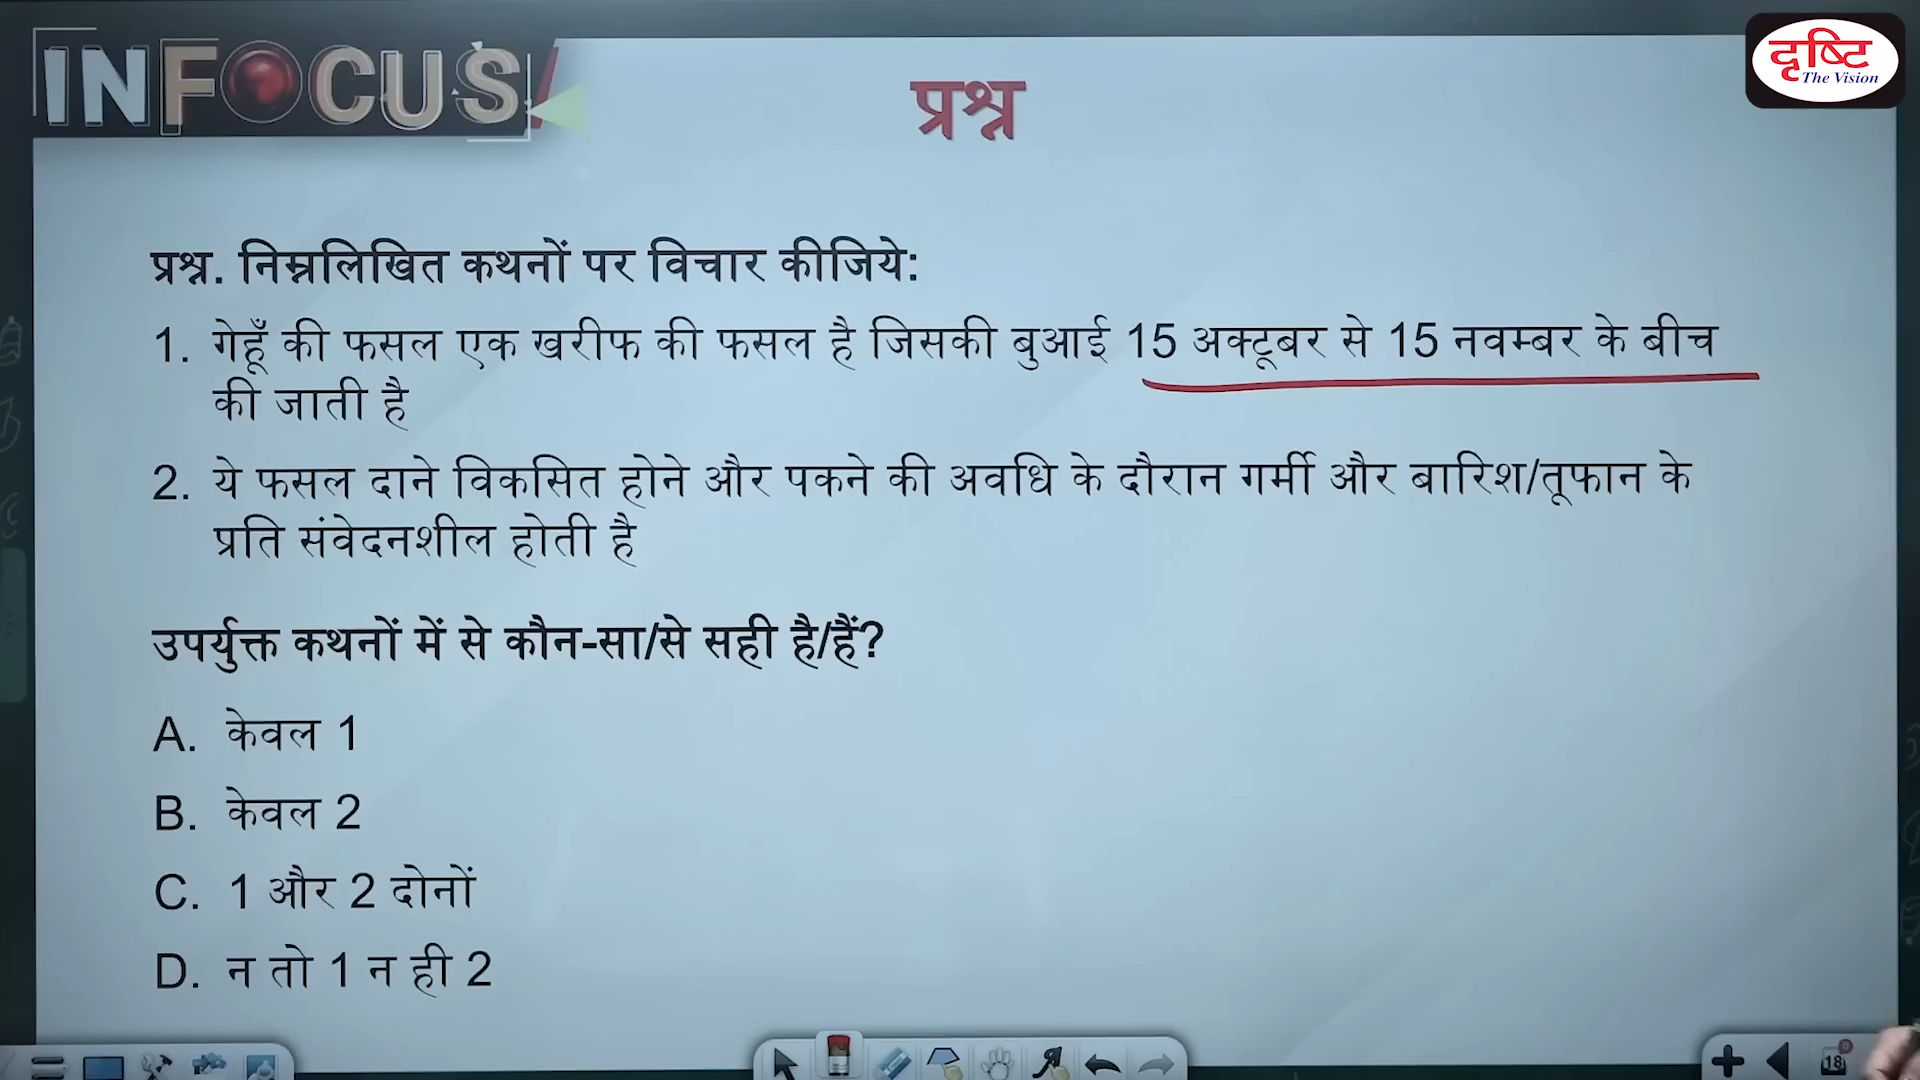 INFOCUS
दृष्टि
The Vision
प्रश्न
प्रश्न. निम्नलिखित कथनों पर विचार कीजिये:
1. गेहूँ की फसल एक खरीफ की फसल है जिसकी बुआई 15 अक्टूबर से 15 नवम्बर के बीच
की जाती है
2. ये फसल दाने विकसित होने और पकने की अवधि के दौरान गर्मी और बारिश/तूफान के
प्रति संवेदनशील होती है
उपर्युक्त कथनों में से कौन-सा/से सही है/हैं?
A. केवल 1
B. केवल 2
C. 1 और 2 दोनों
D. न तो 1 न ही 2
18